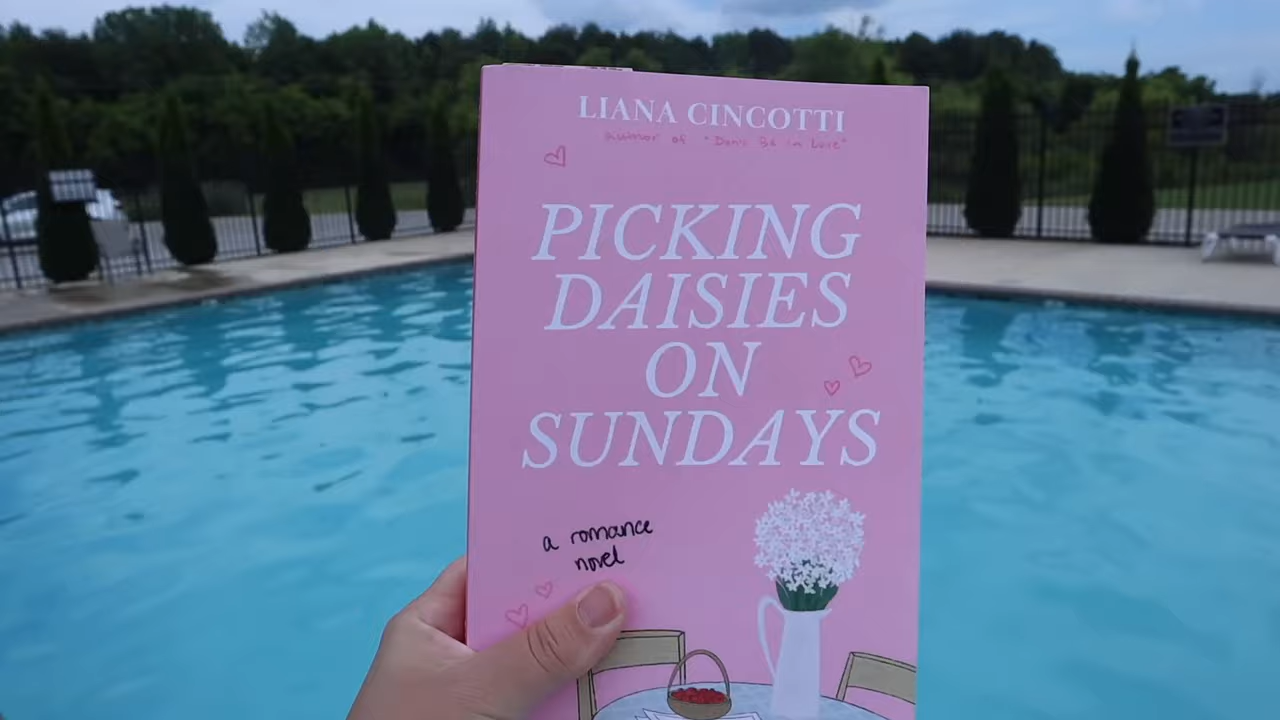 LIANA CINCOTTI
author of "Don't Be in Love"
PICKING
DAISIES
ON
SUNDAYS
a romance
novel